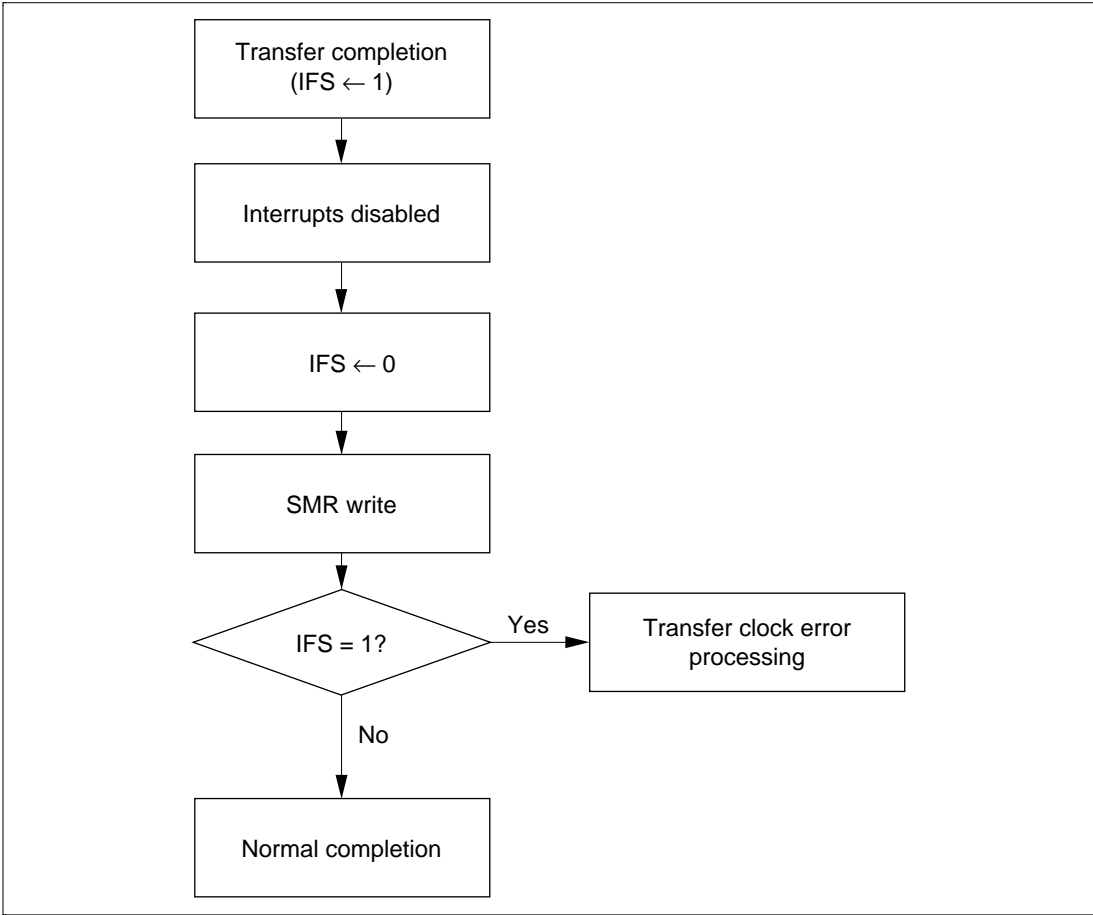 Transfer completion
(IFS ← 1)
Interrupts disabled
IFS ← 0
SMR write
IFS = 1?
Yes
Transfer clock error
processing
No
Normal completion